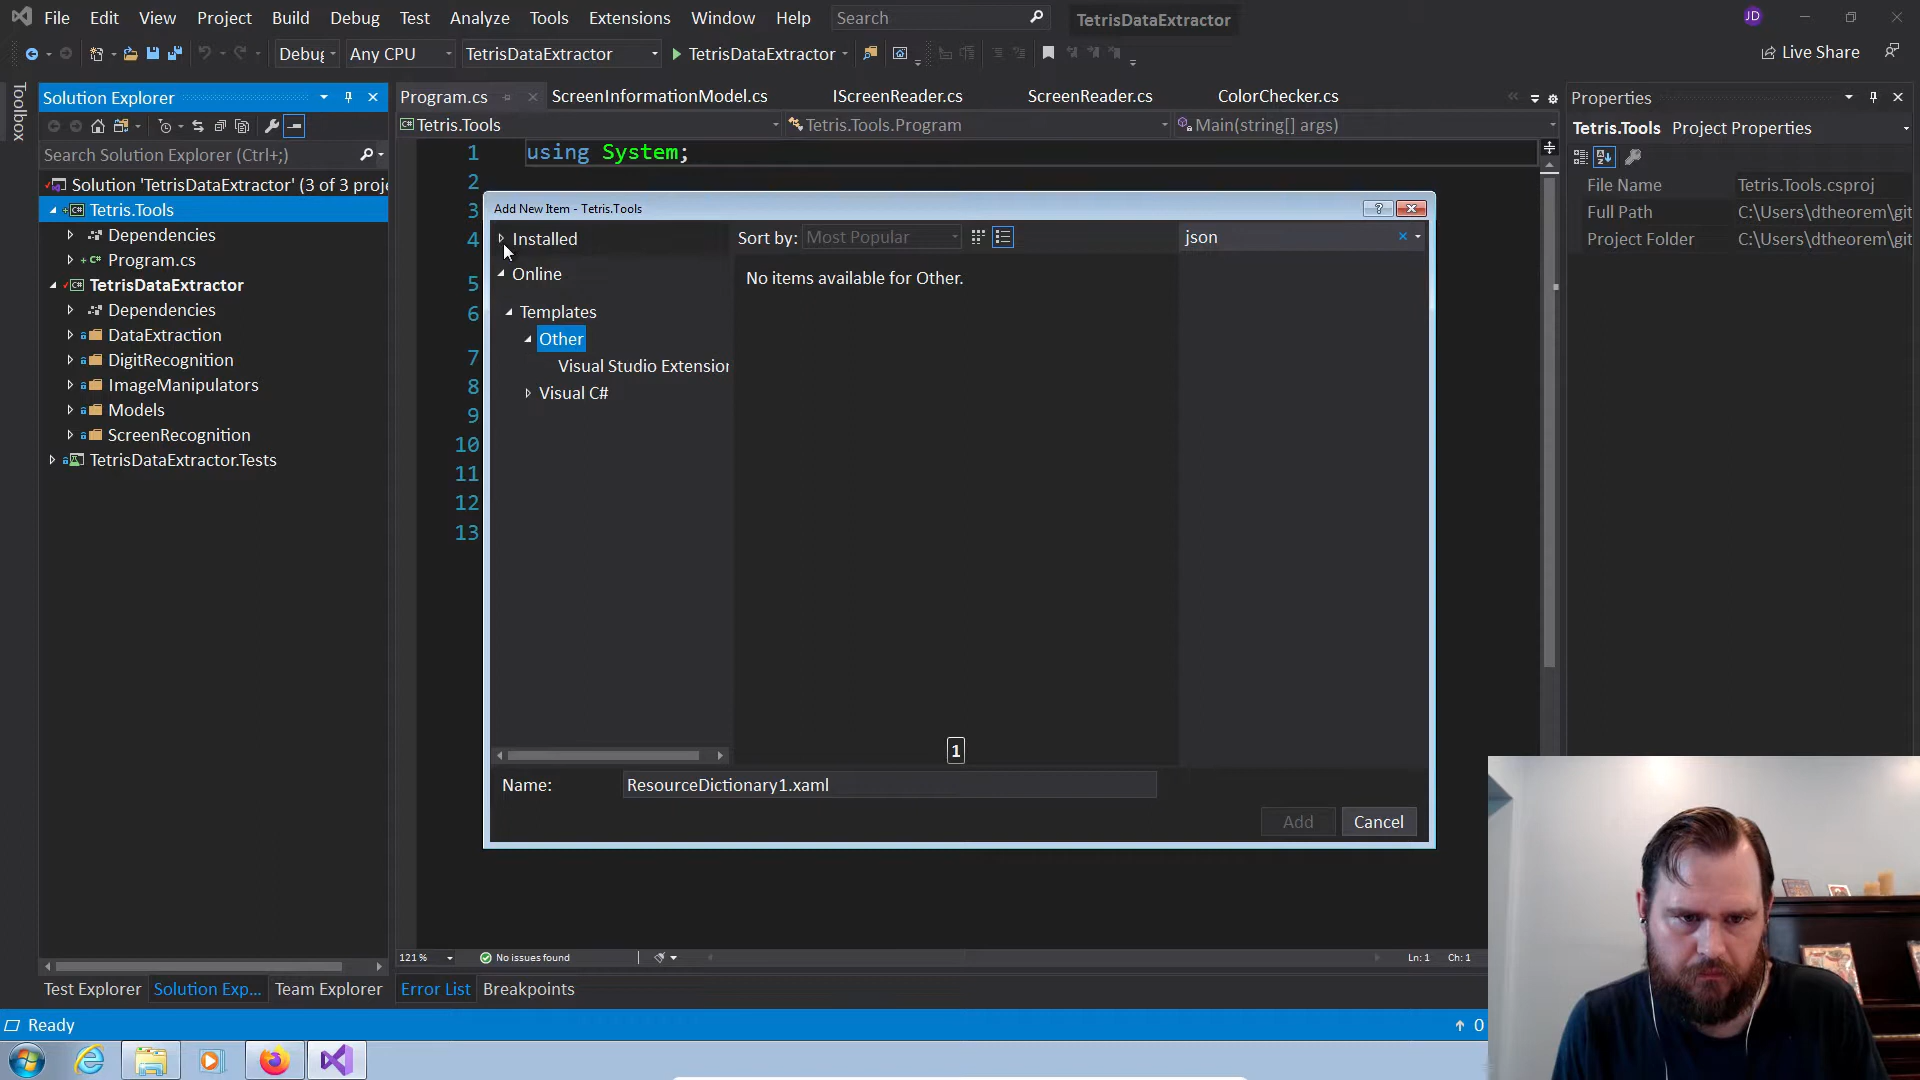 File Edit View Project Build Debug Test Analyze Tools Extensions Window Help Search TetrisDataExtractor JD
Debug Any CPU TetrisDataExtractor TetrisDataExtractor Live Share
Toolbox
Solution Explorer
Search Solution Explorer (Ctrl+;)
Solution 'TetrisDataExtractor' (3 of 3 proje
Tetris.Tools
Dependencies
Program.cs
TetrisDataExtractor
Dependencies
DataExtraction
DigitRecognition
ImageManipulators
Models
ScreenRecognition
TetrisDataExtractor.Tests
Program.cs ScreenInformationModel.cs IScreenReader.cs ScreenReader.cs ColorChecker.cs
Tetris.Tools Tetris.Tools.Program Main(string[] args)
1 using System;
2
3
4
5
6
7
8
9
10
11
12
13
Add New Item - Tetris.Tools
Installed
Online
Templates
Other
Visual Studio Extension
Visual C#
Sort by: Most Popular
json
No items available for Other.
1
Name: ResourceDictionary1.xaml
Add Cancel
Properties
Tetris.Tools Project Properties
File Name Tetris.Tools.csproj
Full Path C:\Users\dtheorem\git
Project Folder C:\Users\dtheorem\git
121 % No issues found Ln: 1 Ch: 1
Test Explorer Solution Exp... Team Explorer Error List Breakpoints
Ready 0